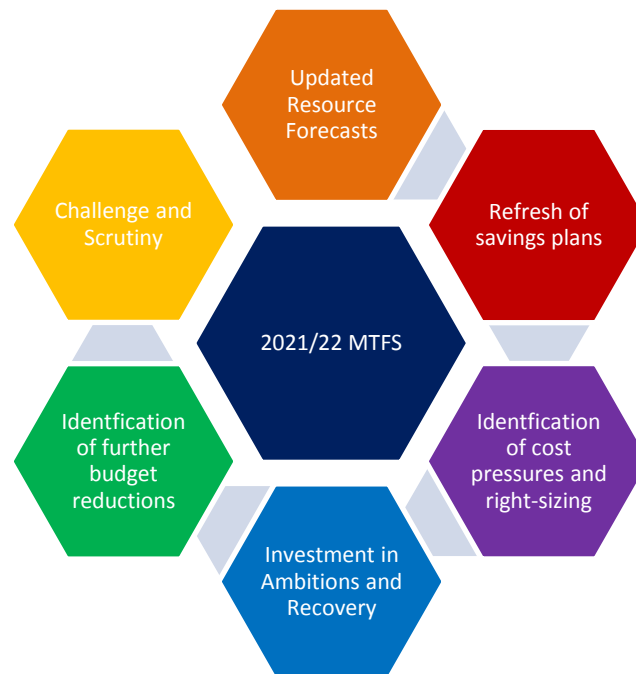 Updated
Resource
Forecasts
Refresh of
savings plans
Identfication
of cost
pressures and
right-sizing
Investment in
Ambitions and
Recovery
Identfication
of further
budget
reductions
Challenge and
Scrutiny
2021/22 MTFS